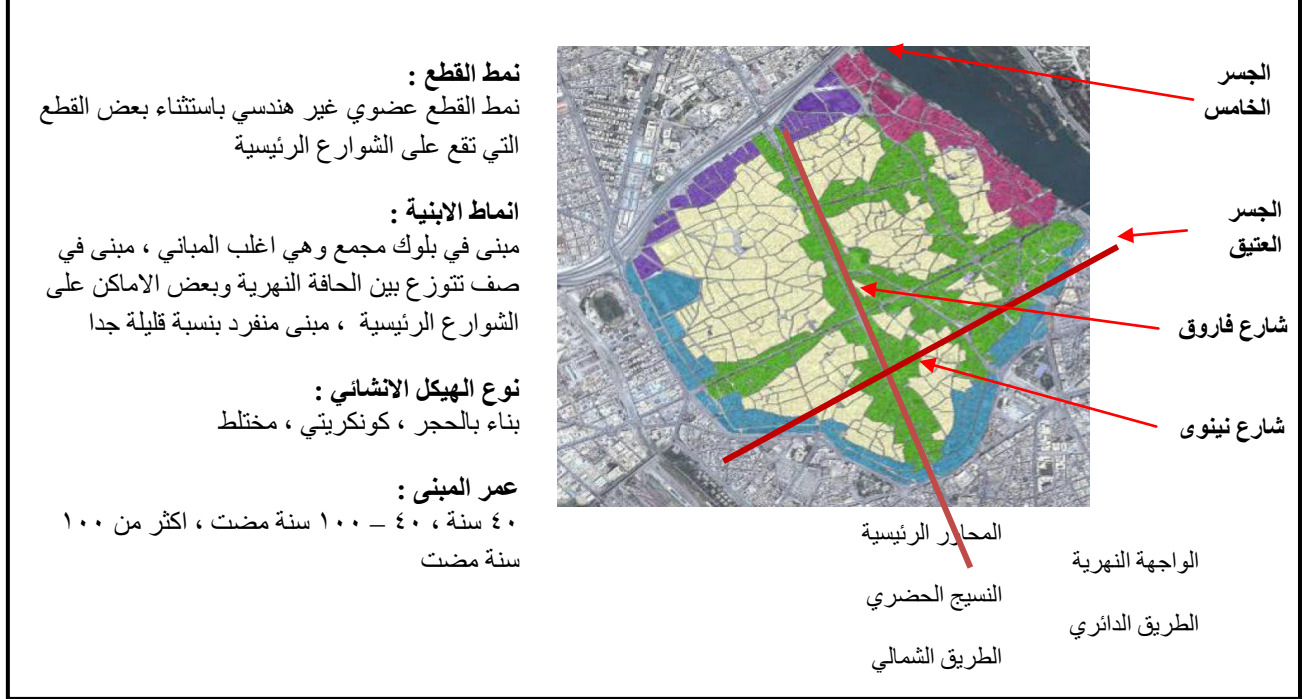 نمط القطع :
نمط القطع عضوي غير هندسي باستثناء بعض القطع
التي تقع على الشوارع الرئيسية
انماط الابنية :
مبنى في بلوك مجمع وهي اغلب المباني ، مبنى في
صف تتوزع بين الحافة النهرية وبعض الاماكن على
الشوارع الرئيسية ، مبنى منفرد بنسبة قليلة جدا
نوع الهيكل الانشائي :
بناء بالحجر ، كونكريتي ، مختلط
عمر المبنى :
٤٠ سنة ، ٤٠ – ١٠٠ سنة مضت ، اكثر من ١٠٠
سنة مضت
الجسر
الخامس
الجسر
العتيق
شارع فاروق
شارع نينوى
المحاور الرئيسية
الواجهة النهرية
النسيج الحضري
الطريق الدائري
الطريق الشمالي